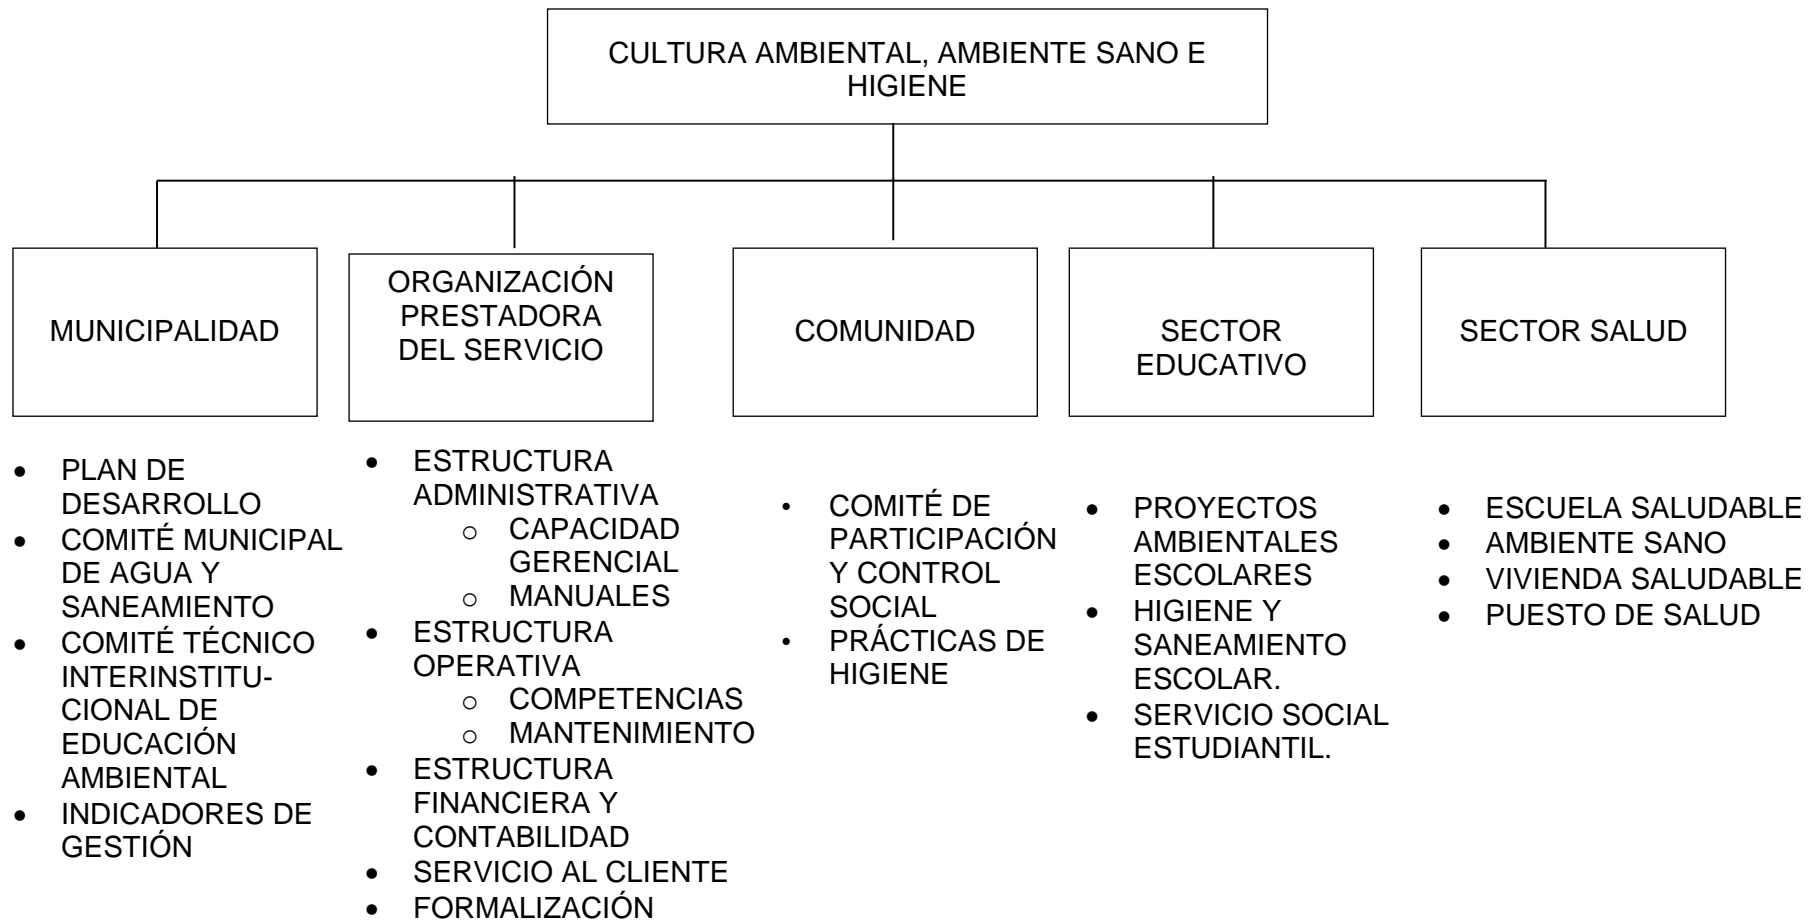 CULTURA AMBIENTAL, AMBIENTE SANO E
HIGIENE
MUNICIPALIDAD
ORGANIZACIÓN
PRESTADORA
DEL SERVICIO
COMUNIDAD
SECTOR
EDUCATIVO
SECTOR SALUD
• PLAN DE
DESARROLLO
• COMITÉ MUNICIPAL
DE AGUA Y
SANEAMIENTO
• COMITÉ TÉCNICO
INTERINSTITU-
CIONAL DE
EDUCACIÓN
AMBIENTAL
• INDICADORES DE
GESTIÓN
• ESTRUCTURA
ADMINISTRATIVA
o CAPACIDAD
GERENCIAL
o MANUALES
• ESTRUCTURA
OPERATIVA
o COMPETENCIAS
o MANTENIMIENTO
• ESTRUCTURA
FINANCIERA Y
CONTABILIDAD
• SERVICIO AL CLIENTE
• FORMALIZACIÓN
• COMITÉ DE
PARTICIPACIÓN
Y CONTROL
SOCIAL
• PRÁCTICAS DE
HIGIENE
• PROYECTOS
AMBIENTALES
ESCOLARES
• HIGIENE Y
SANEAMIENTO
ESCOLAR.
• SERVICIO SOCIAL
ESTUDIANTIL.
• ESCUELA SALUDABLE
• AMBIENTE SANO
• VIVIENDA SALUDABLE
• PUESTO DE SALUD